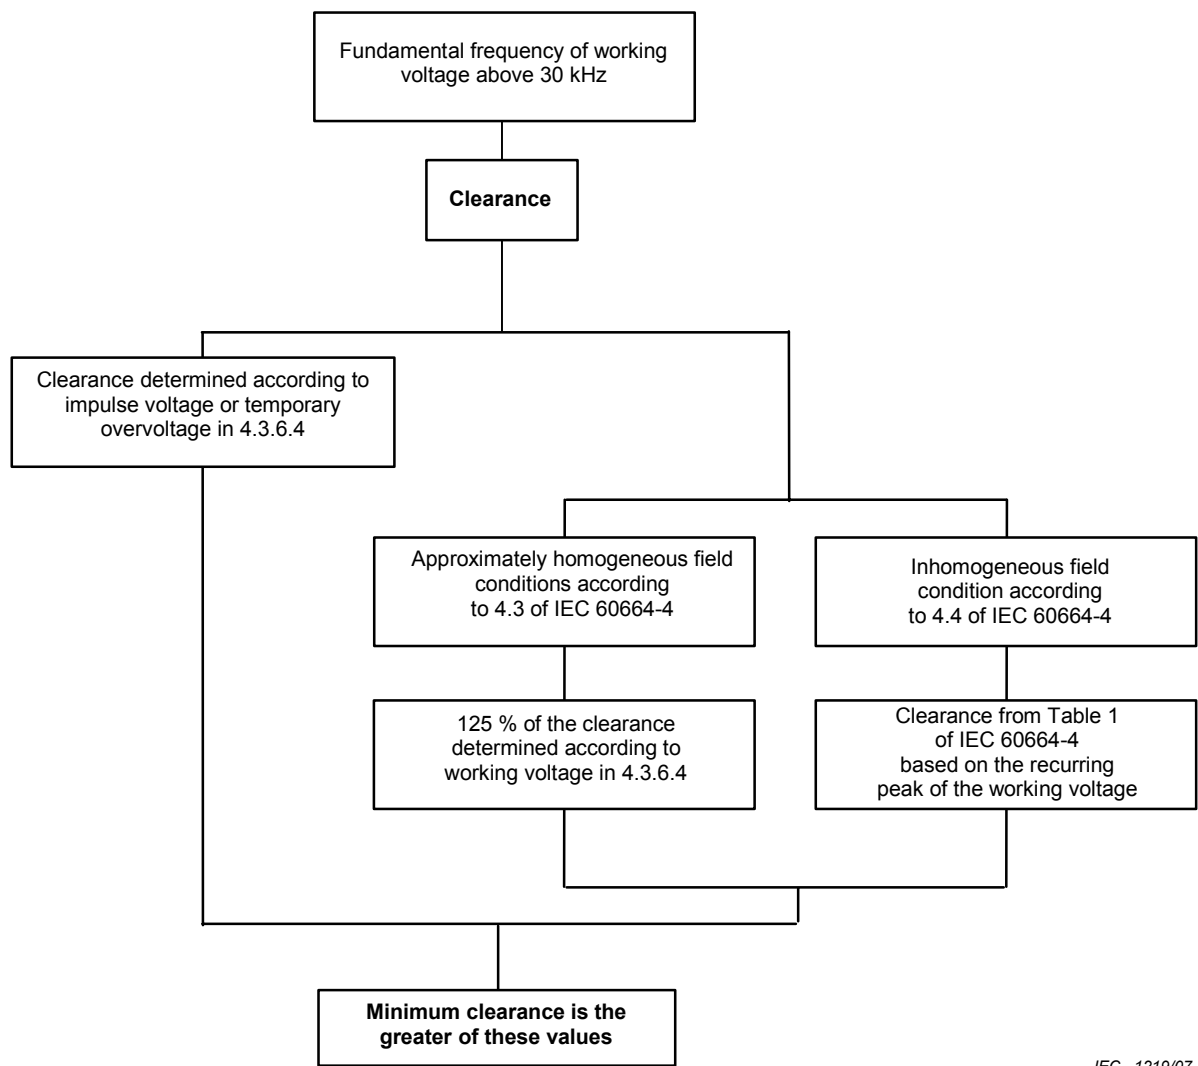 Fundamental frequency of working
voltage above 30 kHz
Clearance
Clearance determined according to
impulse voltage or temporary
overvoltage in 4.3.6.4
Approximately homogeneous field
conditions according
to 4.3 of IEC 60664-4
Inhomogeneous field
condition according
to 4.4 of IEC 60664-4
125 % of the clearance
determined according to
working voltage in 4.3.6.4
Clearance from Table 1
of IEC 60664-4
based on the recurring
peak of the working voltage
Minimum clearance is the
greater of these values
IEC 1219/07